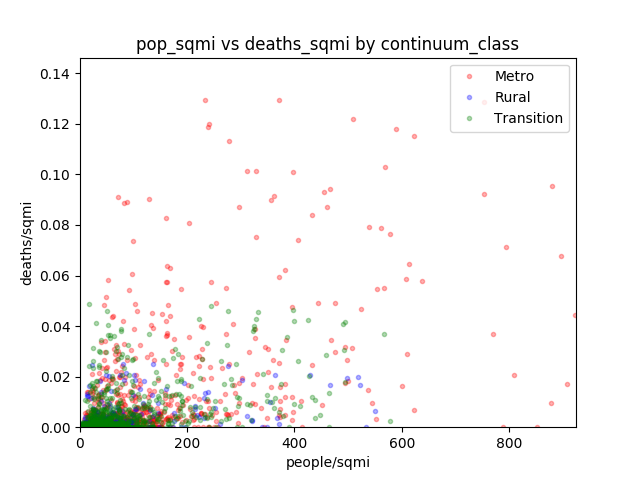 pop_sqmi vs deaths_sqmi by continuum_class
deaths/sqmi
0.14
0.12
0.10
0.08
0.06
0.04
0.02
0.00
Metro
Rural
Transition
0
200
400
600
800
people/sqmi